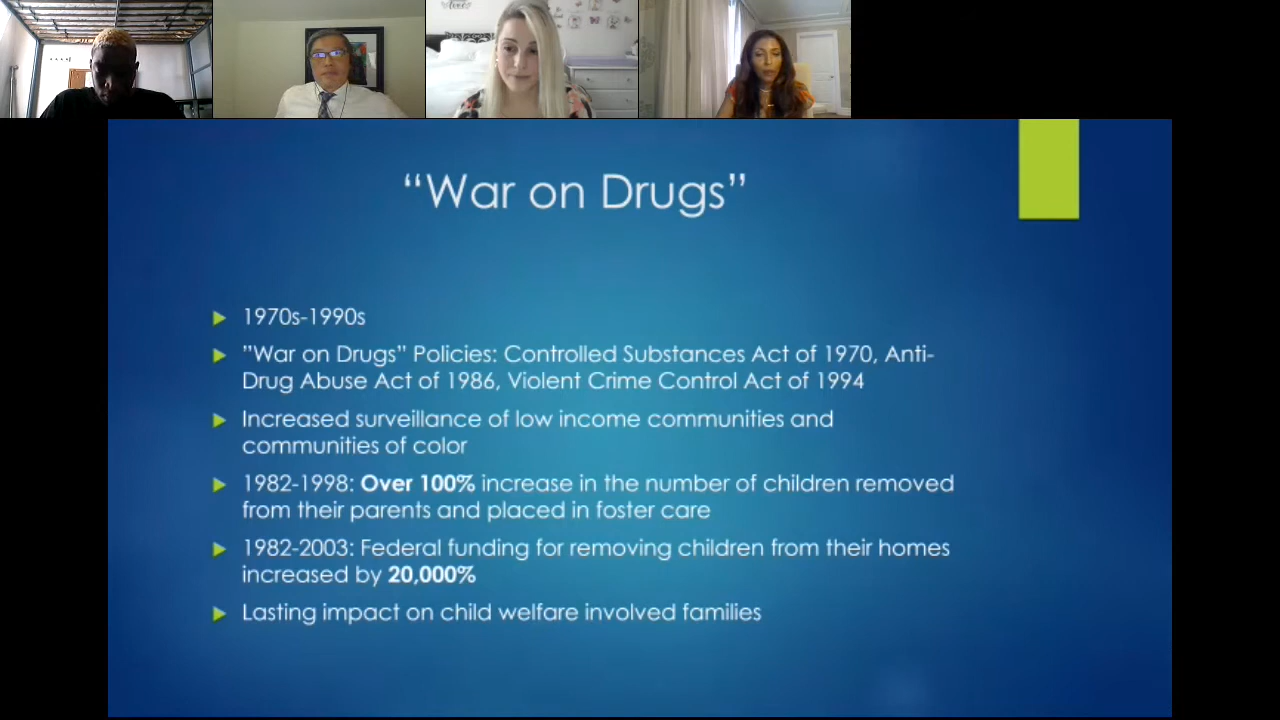 “War on Drugs”
1970s-1990s
”War on Drugs” Policies: Controlled Substances Act of 1970, Anti-
Drug Abuse Act of 1986, Violent Crime Control Act of 1994
Increased surveillance of low income communities and
communities of color
1982-1998: Over 100% increase in the number of children removed
from their parents and placed in foster care
1982-2003: Federal funding for removing children from their homes
increased by 20,000%
Lasting impact on child welfare involved families